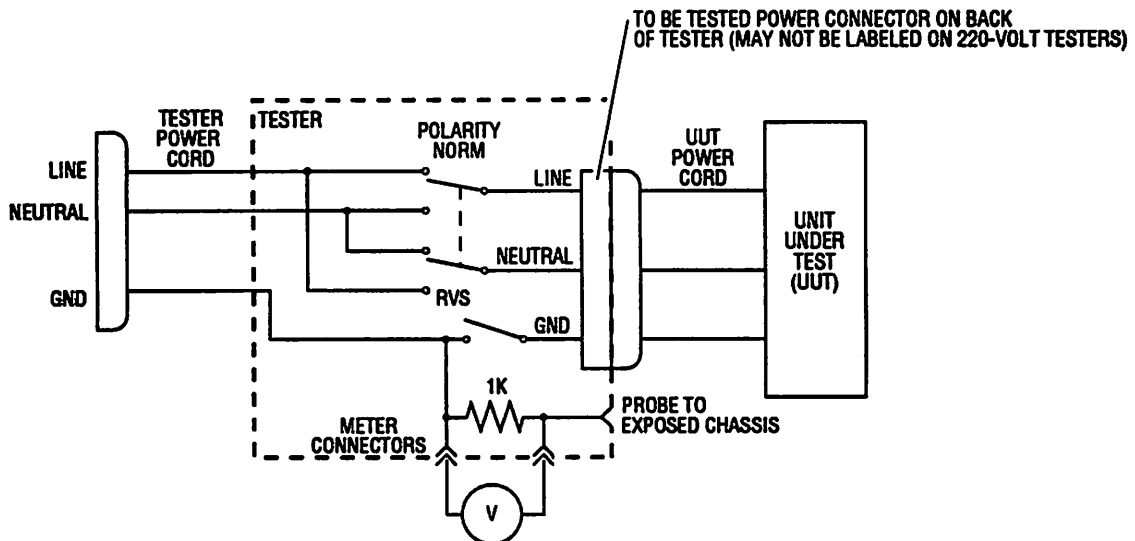 TO BE TESTED POWER CONNECTOR ON BACK
OF TESTER (MAY NOT BE LABELED ON 220-VOLT TESTERS)
TESTER
POWER
CORD
TESTER
POLARITY
NORM
UUT
POWER
CORD
LINE
LINE
NEUTRAL
UNIT
UNDER
TEST
(UUT)
NEUTRAL
GND
RVS
GND
1K
PROBE TO
EXPOSED CHASSIS
METER
CONNECTORS
V